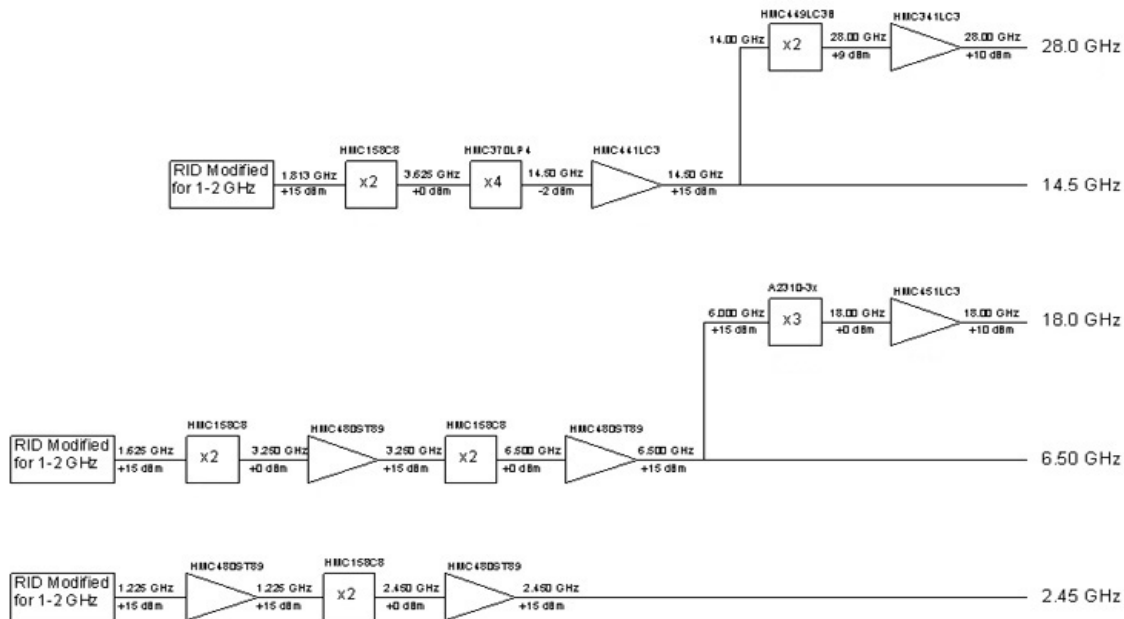 HMC449LC3B
HMC341LC3
14.00 GHz
x2
28.00 GHz
+9 dBm
28.00 GHz
+10 dBm
28.0 GHz
HMC158C8
HMC370LP4
HMC441LC3
RID Modified
for 1-2 GHz
1.813 GHz
+15 dBm
x2
3.625 GHz
+0 dBm
x4
14.50 GHz
-2 dBm
14.50 GHz
+15 dBm
14.5 GHz
A2310-3x
HMC451LC3
6.000 GHz
+15 dBm
x3
18.00 GHz
+0 dBm
18.00 GHz
+10 dBm
18.0 GHz
HMC158C8
HMC480ST89
HMC158C8
HMC480ST89
RID Modified
for 1-2 GHz
1.625 GHz
+15 dBm
x2
3.250 GHz
+0 dBm
3.250 GHz
+15 dBm
x2
6.500 GHz
+0 dBm
6.500 GHz
+15 dBm
6.50 GHz
HMC480ST89
HMC158C8
HMC480ST89
RID Modified
for 1-2 GHz
1.225 GHz
+15 dBm
1.225 GHz
+15 dBm
x2
2.450 GHz
+0 dBm
2.450 GHz
+15 dBm
2.45 GHz